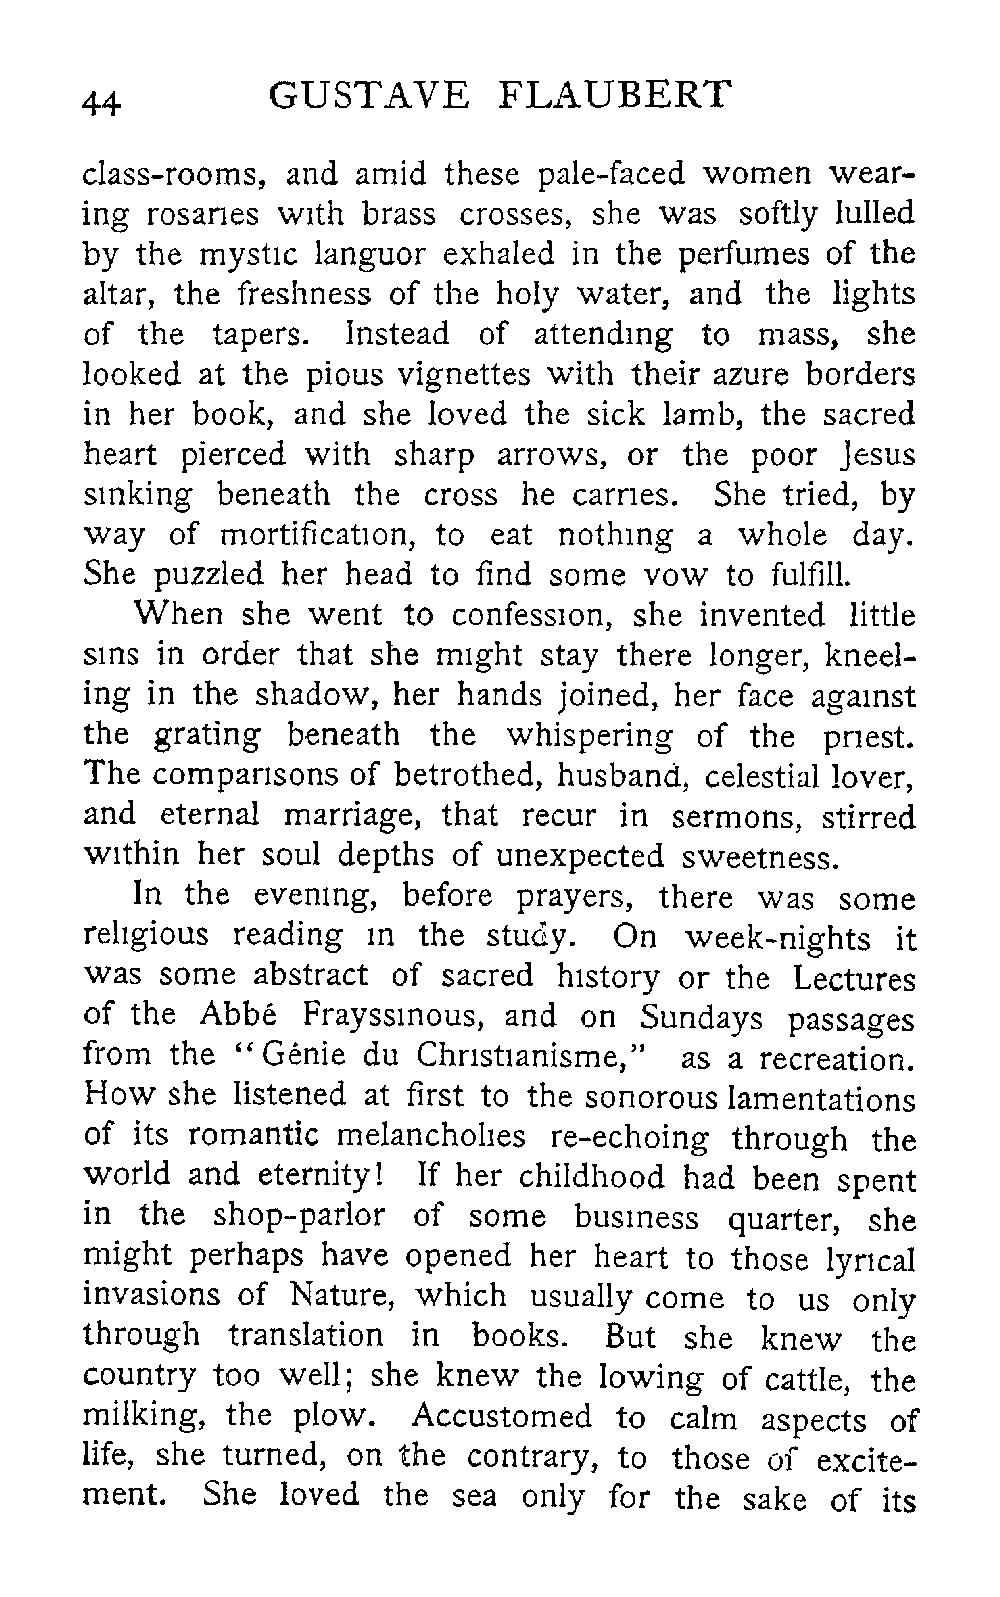 44 GUSTAVE FLAUBERT
class-rooms, and amid these pale-faced women wear-
ing rosaries with brass crosses, she was softly lulled
by the mystic languor exhaled in the perfumes of the
altar, the freshness of the holy water, and the lights
of the tapers. Instead of attending to mass, she
looked at the pious vignettes with their azure borders
in her book, and she loved the sick lamb, the sacred
heart pierced with sharp arrows, or the poor Jesus
sinking beneath the cross he carries. She tried, by
way of mortification, to eat nothing a whole day.
She puzzled her head to find some vow to fulfill.
When she went to confession, she invented little
sins in order that she might stay there longer, kneel-
ing in the shadow, her hands joined, her face against
the grating beneath the whispering of the priest.
The comparisons of betrothed, husband, celestial lover,
and eternal marriage, that recur in sermons, stirred
within her soul depths of unexpected sweetness.
In the evening, before prayers, there was some
religious reading in the study. On week-nights it
was some abstract of sacred history or the Lectures
of the Abbé Frayssinous, and on Sundays passages
from the "Génie du Christianisme," as a recreation.
How she listened at first to the sonorous lamentations
of its romantic melancholies re-echoing through the
world and eternity! If her childhood had been spent
in the shop-parlor of some business quarter, she
might perhaps have opened her heart to those lyrical
invasions of Nature, which usually come to us only
through translation in books. But she knew the
country too well; she knew the lowing of cattle, the
milking, the plow. Accustomed to calm aspects of
life, she turned, on the contrary, to those of excite-
ment. She loved the sea only for the sake of its